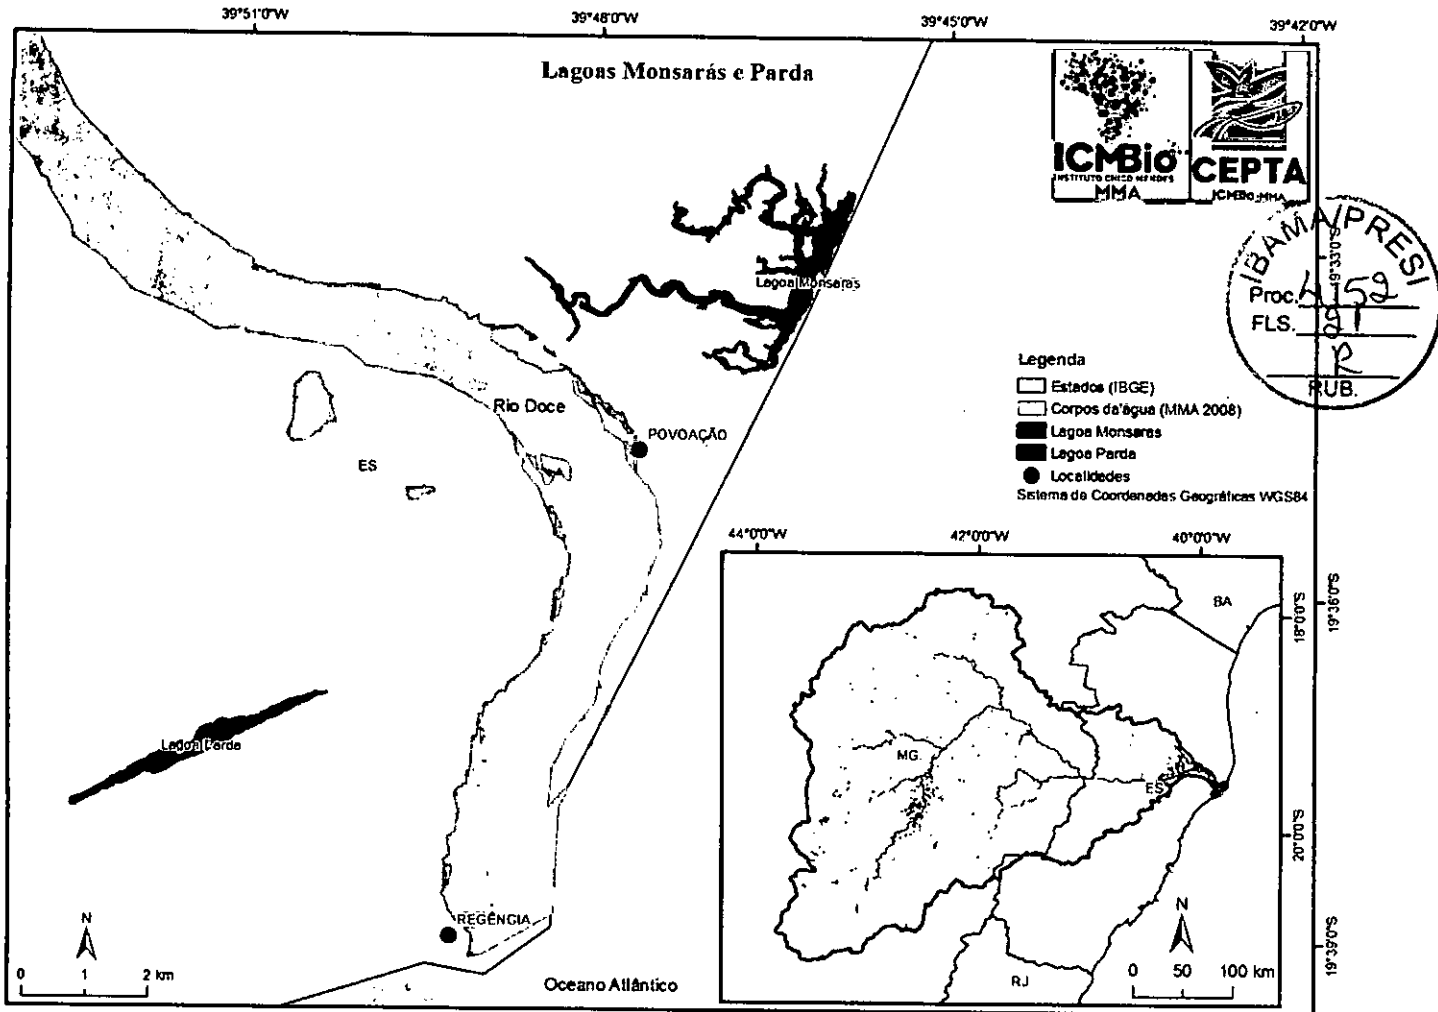 39°51'0"W
39°48'0"W
39°45'0"W
39°42'0"W
Lagoas Monsarás e Parda
ICMBio
INSTITUTO CHICO MENDES
MMA
CEPTA
ICMBio-MMA
IBAMA/PRESI
Proc.
FLS.
RUB.
19°33'0"S
Lagoa Monsarás
Legenda
Estados (IBGE)
Corpos da'água (MMA 2008)
Lagoa Monsaras
Lagoa Parda
Localidades
Sistema de Coordenadas Geográficas WGS84
Rio Doce
POVOAÇÃO
ES
44°0'0"W
42°0'0"W
40°0'0"W
BA
18°0'0"S
19°36'0"S
MG
ES
Lagoa Parda
20°0'0"S
REGÊNCIA
N
0 1 2 km
Oceano Atlântico
RJ
N
0 50 100 km
19°39'0"S